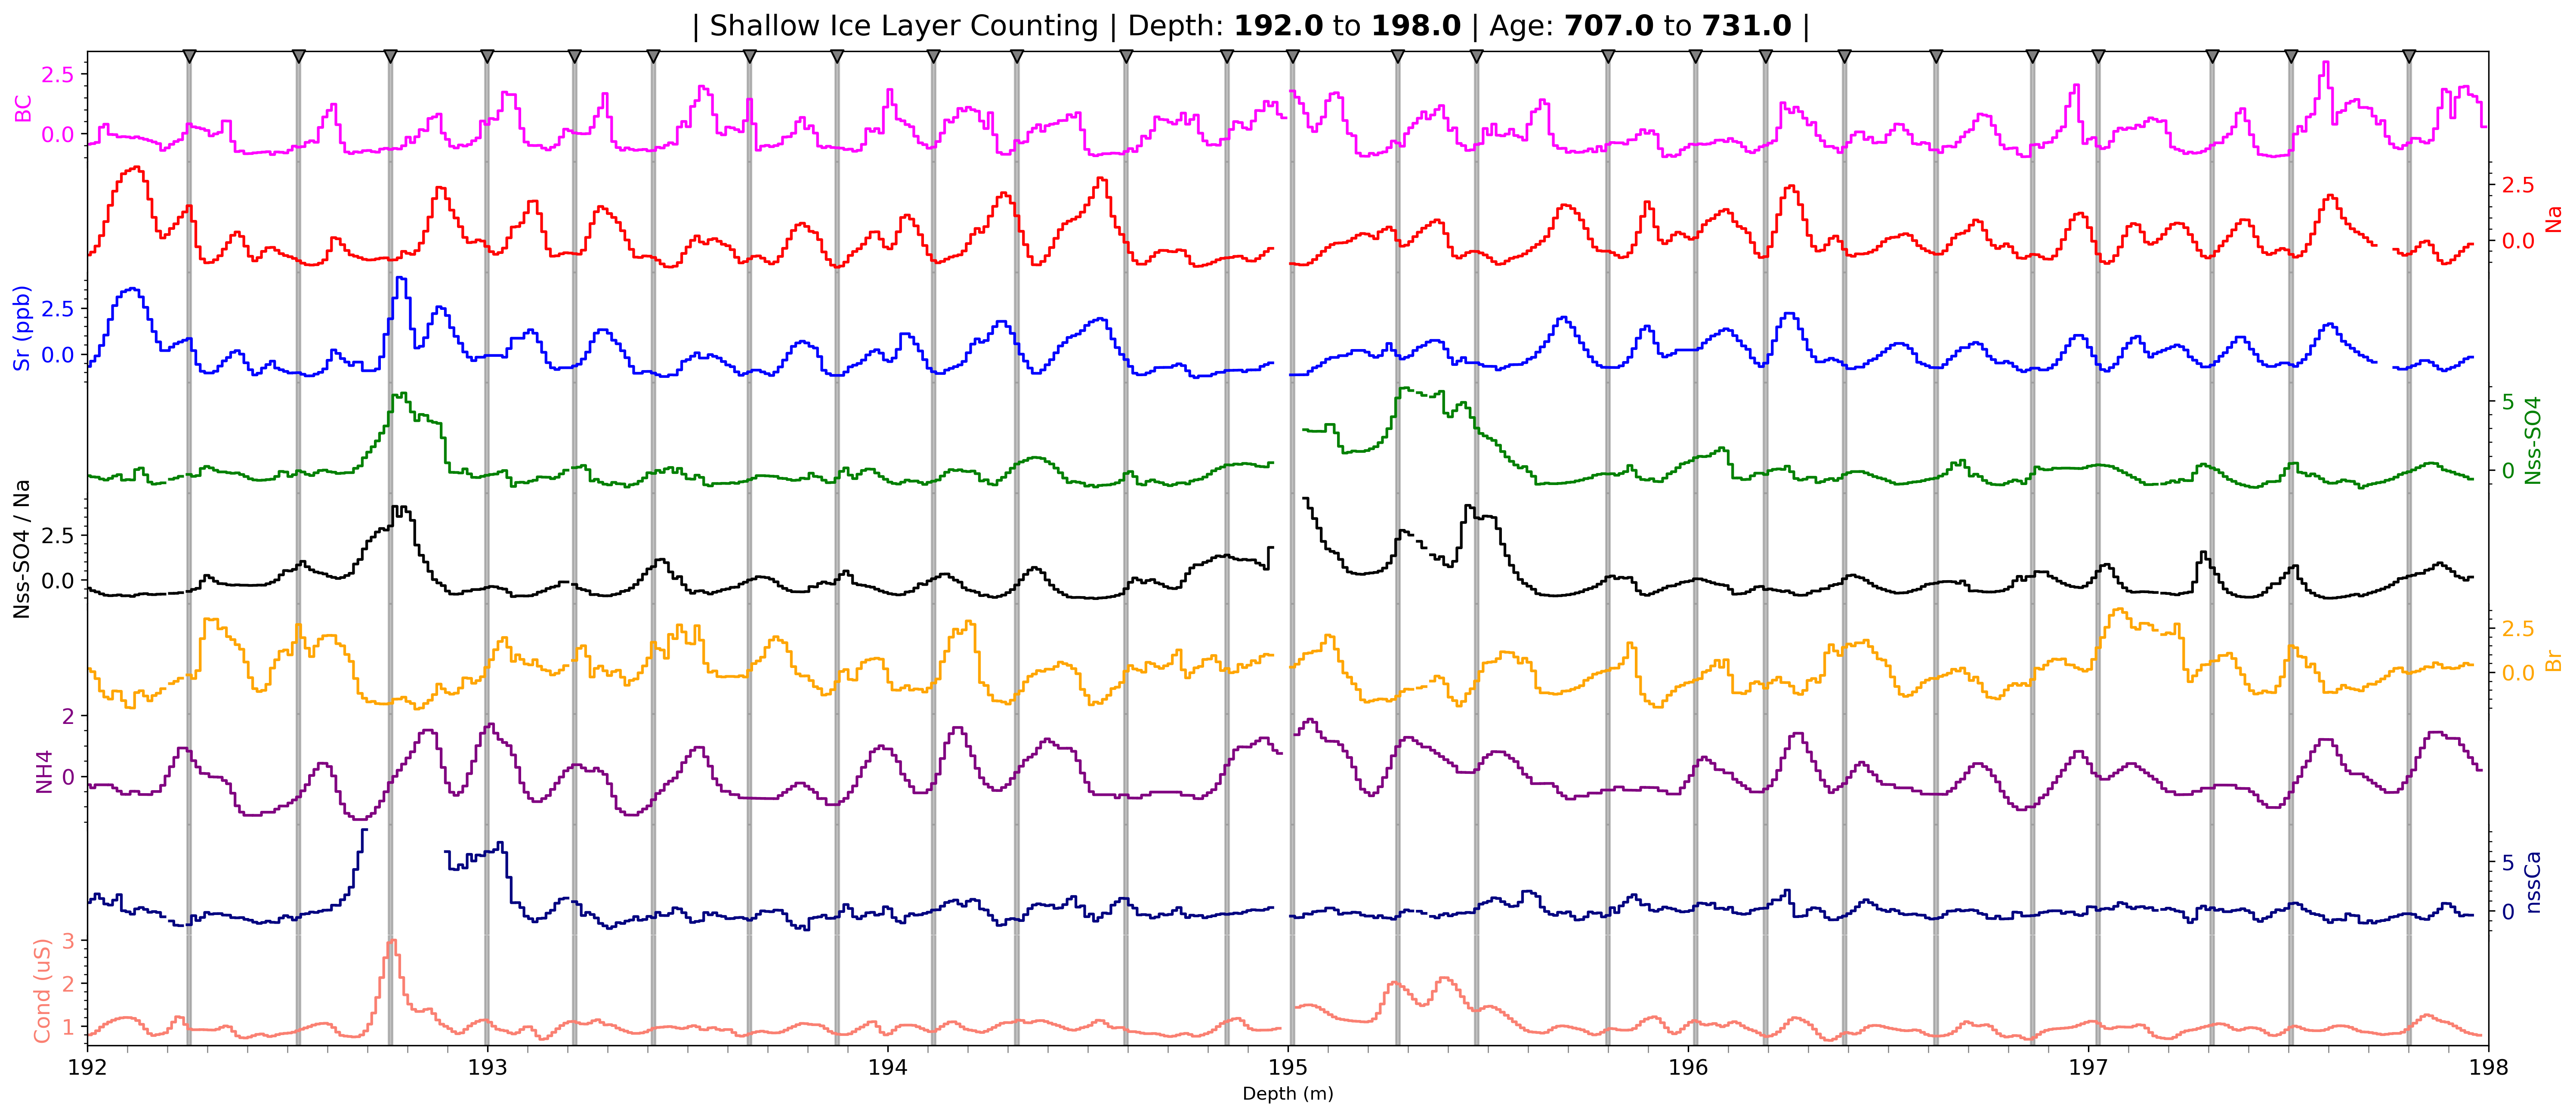 | Shallow Ice Layer Counting | Depth: 192.0 to 198.0 | Age: 707.0 to 731.0 |
BC
2.5
0.0
2.5
0.0
Na
Sr (ppb)
2.5
0.0
5
0
Nss-SO4
Nss-SO4 / Na
2.5
0.0
2.5
0.0
Br
NH4
2
0
5
0
nssCa
Cond (uS)
3
2
1
192 193 194 195 196 197 198
Depth (m)